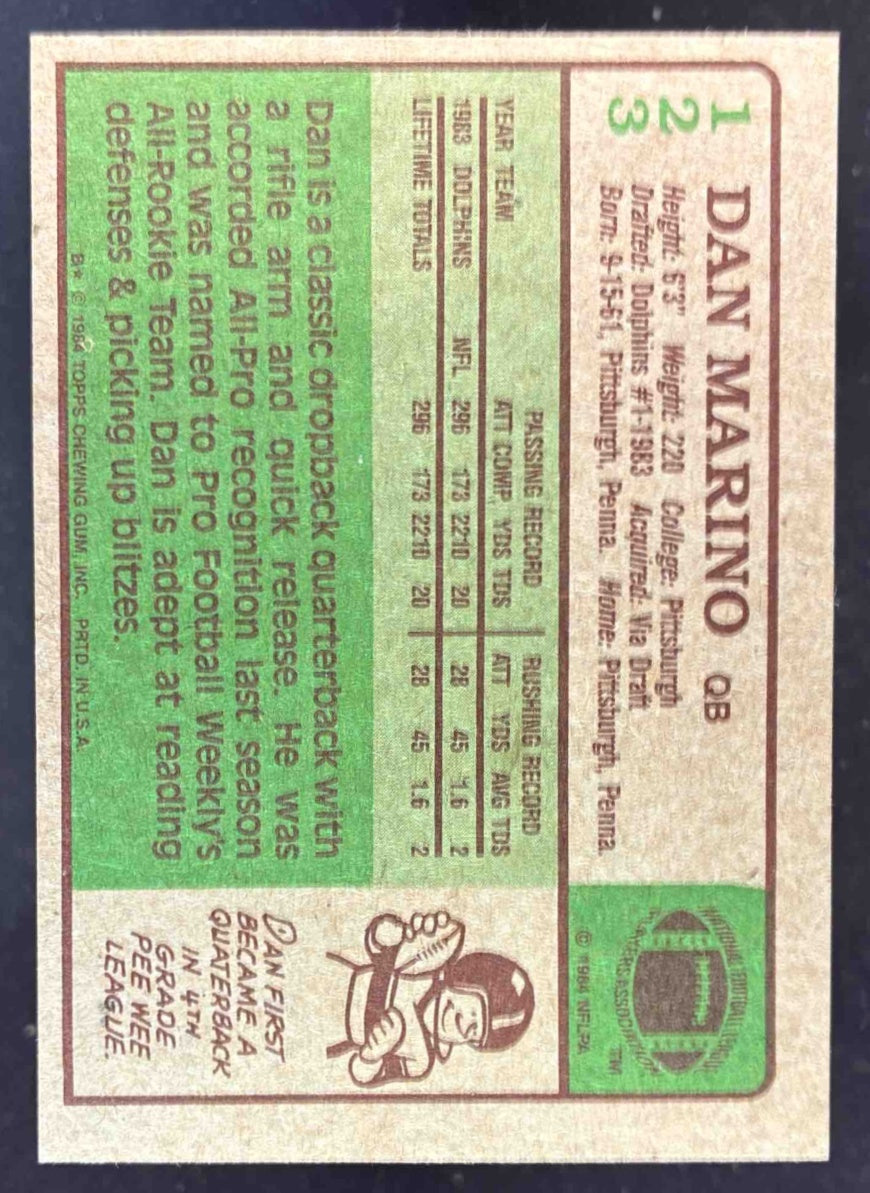 123
DAN MARINO QB
Height: 6'3" Weight: 220 College: Pittsburgh
Drafted: Dolphins #1-1983 Acquired: Via Draft
Born: 9-15-61, Pittsburgh, Penna. Home: Pittsburgh, Penna.
NATIONAL FOOTBALL LEAGUE
PLAYERS ASSOCIATION
TM
© 1984 NFLPA
PASSING RECORD RUSHING RECORD
YEAR TEAM ATT COMP. YDS TDS ATT YDS AVG TDS
1983 DOLPHINS NFL 296 173 2210 20 28 45 1.6 2
LIFETIME TOTALS 296 173 2210 20 28 45 1.6 2
Dan is a classic dropback quarterback with
a rifle arm and quick release. He was
accorded All-Pro recognition last season
and was named to Pro Football Weekly's
All-Rookie Team. Dan is adept at reading
defenses & picking up blitzes.
B* © 1984 TOPPS CHEWING GUM, INC. PRTD. IN U.S.A
DAN FIRST
BECAME A
QUATERBACK
IN 4TH
GRADE
PEE WEE
LEAGUE.